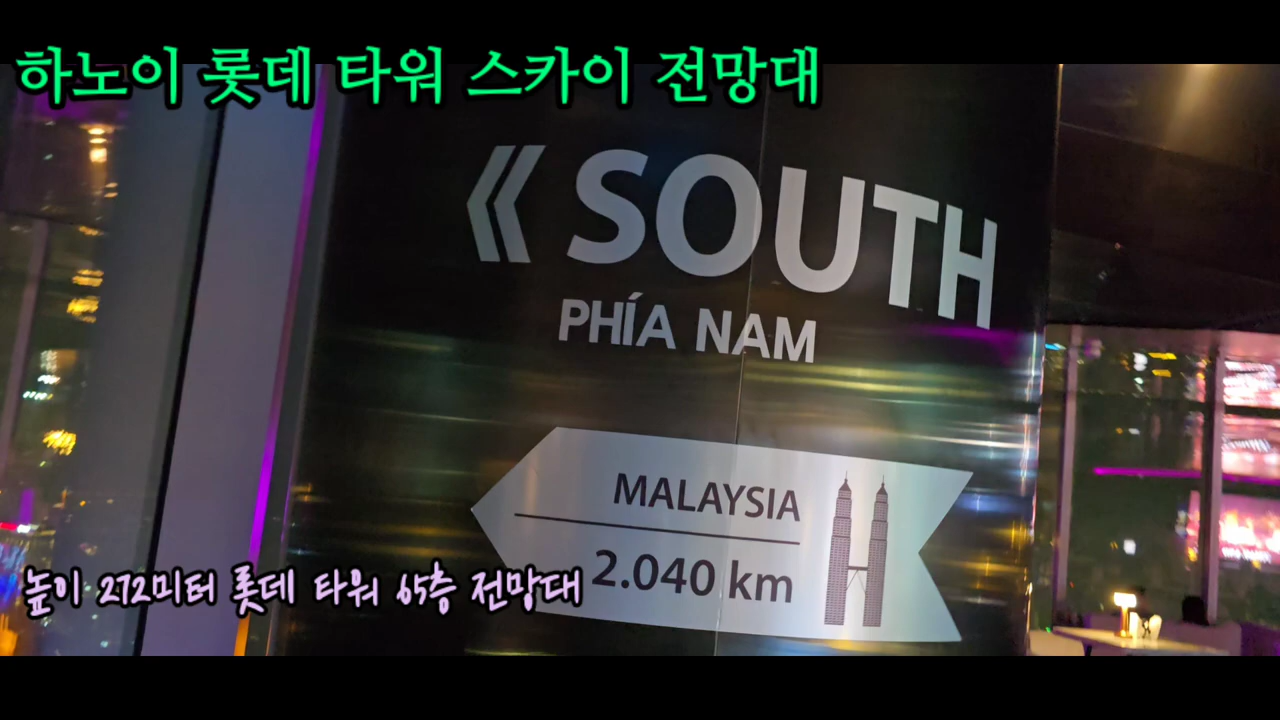 하노이 롯데 타워 스카이 전망대
SOUTH
PHÍA NAM
MALAYSIA
2.040 km
높이 272미터 롯데 타워 65층 전망대